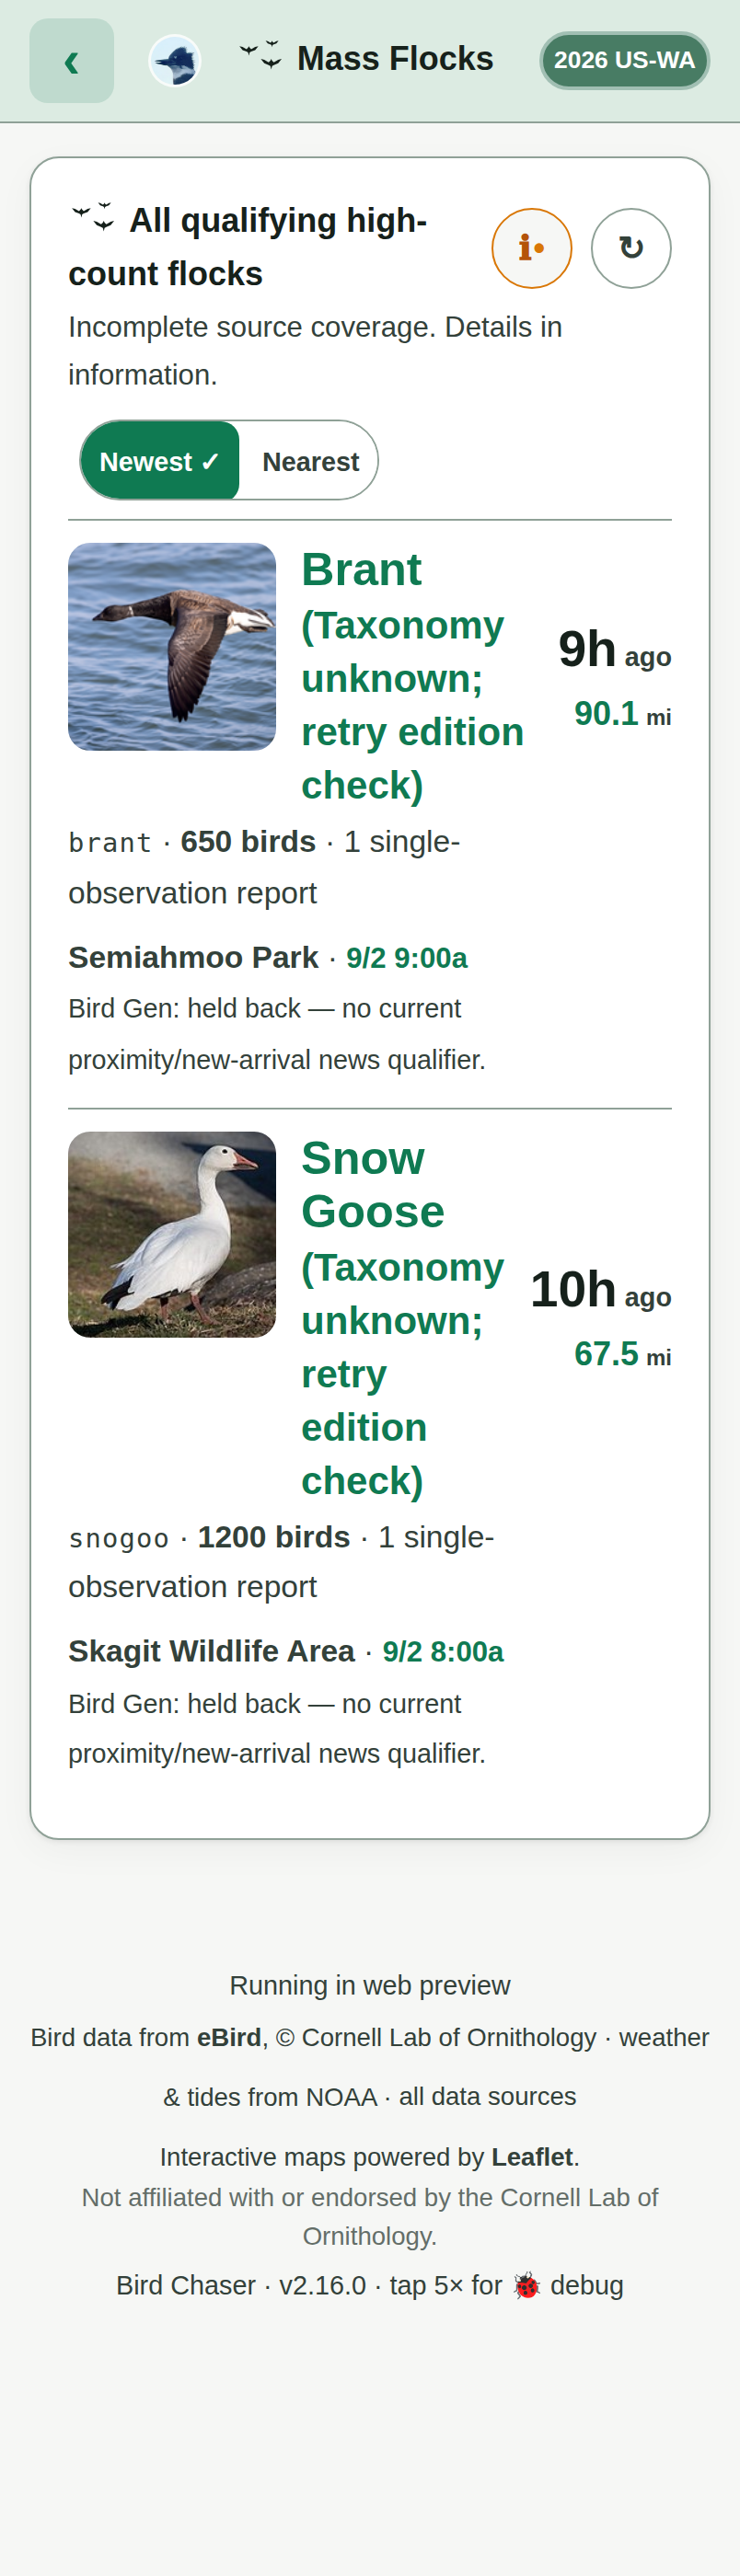 ‹ Mass Flocks 2026 US-WA
All qualifying high-
count flocks
ℹ• ↻
Incomplete source coverage. Details in
information.
Newest ✓ Nearest
Brant
(Taxonomy
unknown;
retry edition
check)
9h ago
90.1 mi
brant · 650 birds · 1 single-
observation report
Semiahmoo Park · 9/2 9:00a
Bird Gen: held back — no current
proximity/new-arrival news qualifier.
Snow
Goose
(Taxonomy
unknown;
retry
edition
check)
10h ago
67.5 mi
snogoo · 1200 birds · 1 single-
observation report
Skagit Wildlife Area · 9/2 8:00a
Bird Gen: held back — no current
proximity/new-arrival news qualifier.
Running in web preview
Bird data from eBird, © Cornell Lab of Ornithology · weather
& tides from NOAA · all data sources
Interactive maps powered by Leaflet.
Not affiliated with or endorsed by the Cornell Lab of
Ornithology.
Bird Chaser · v2.16.0 · tap 5× for 🐞 debug